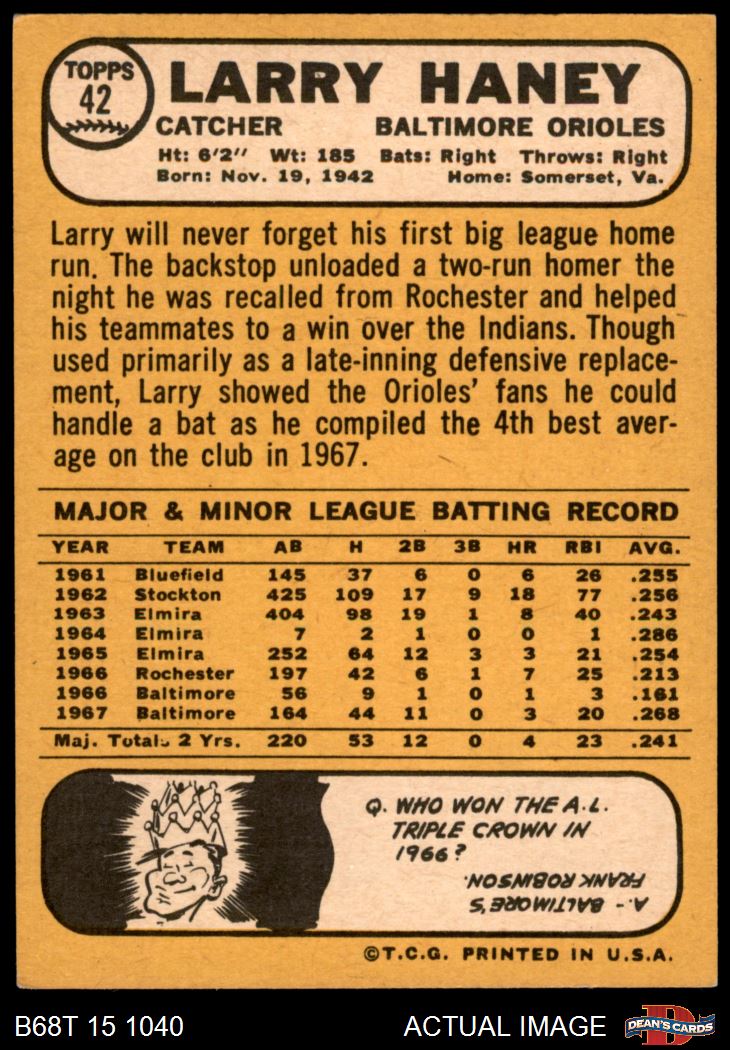 TOPPS
42
LARRY HANEY
CATCHER BALTIMORE ORIOLES
Ht: 6'2" Wt: 185 Bats: Right Throws: Right
Born: Nov. 19, 1942 Home: Somerset, Va.
Larry will never forget his first big league home
run. The backstop unloaded a two-run homer the
night he was recalled from Rochester and helped
his teammates to a win over the Indians. Though
used primarily as a late-inning defensive replace-
ment, Larry showed the Orioles' fans he could
handle a bat as he compiled the 4th best aver-
age on the club in 1967.
MAJOR & MINOR LEAGUE BATTING RECORD
YEAR TEAM AB H 2B 3B HR RBI AVG.
1961 Bluefield 145 37 6 0 6 26 .255
1962 Stockton 425 109 17 9 18 77 .256
1963 Elmira 404 98 19 1 8 40 .243
1964 Elmira 7 2 1 0 0 1 .286
1965 Elmira 252 64 12 3 3 21 .254
1966 Rochester 197 42 6 1 7 25 .213
1966 Baltimore 56 9 1 0 1 3 .161
1967 Baltimore 164 44 11 0 3 20 .268
Maj. Totals 2 Yrs. 220 53 12 0 4 23 .241
Q. WHO WON THE A.L.
TRIPLE CROWN IN
1966?
A.- BALTIMORE'S
FRANK ROBINSON.
©T.C.G. PRINTED IN U.S.A.
B68T 15 1040 ACTUAL IMAGE
D
DEAN'S CARDS